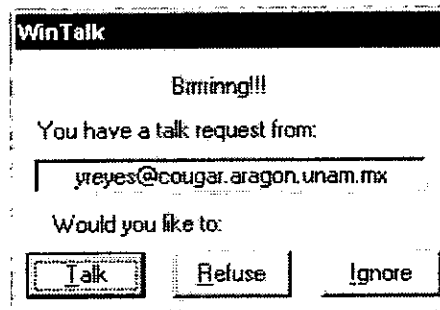 WinTalk
Brrrinng!!!
You have a talk request from:
yreyes@cougar.aragon.unam.mx
Would you like to:
Talk Refuse Ignore